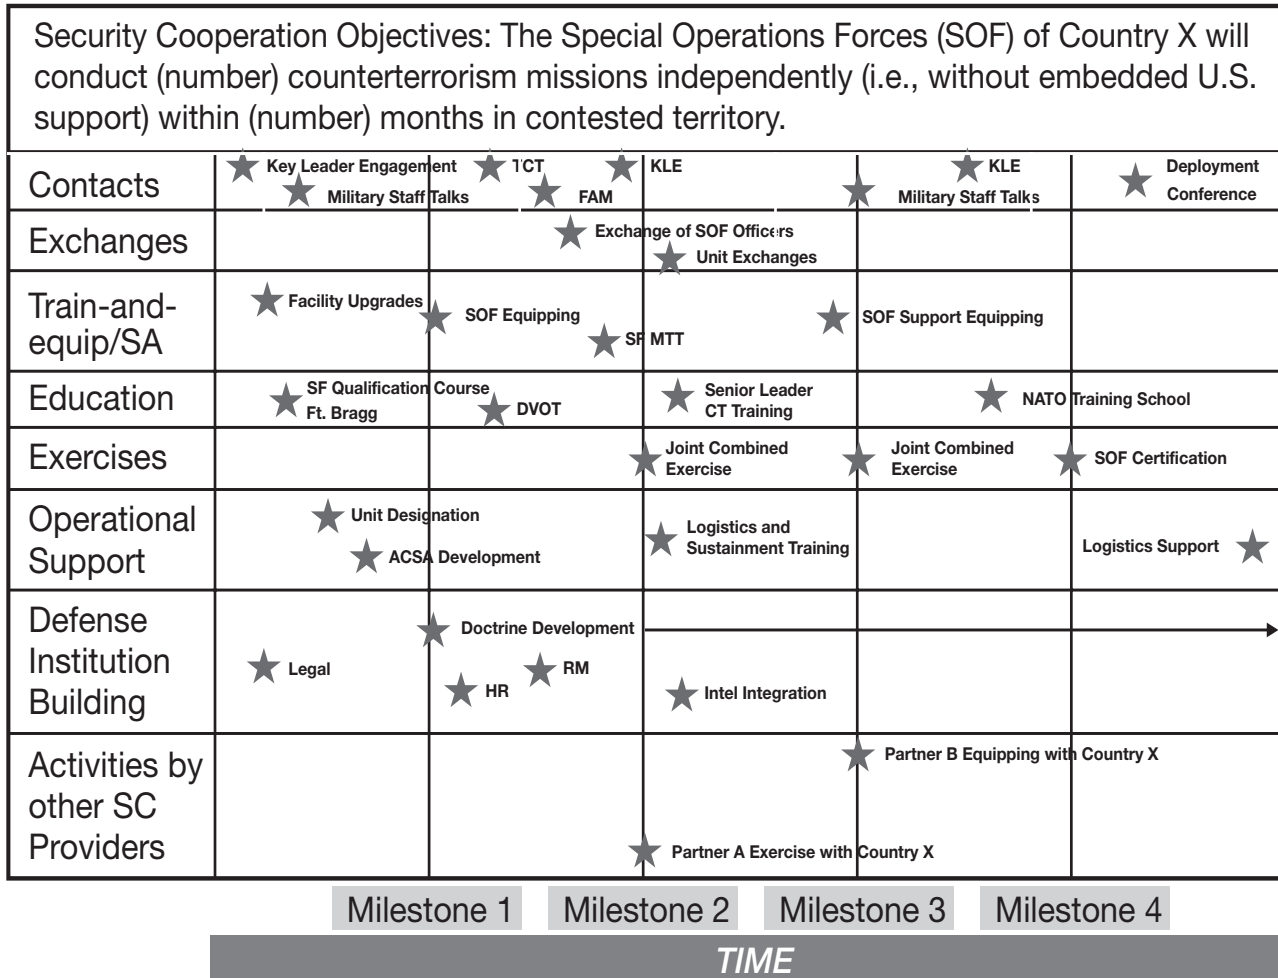 Security Cooperation Objectives: The Special Operations Forces (SOF) of Country X will
conduct (number) counterterrorism missions independently (i.e., without embedded U.S.
support) within (number) months in contested territory.
Contacts
Key Leader Engagement
Military Staff Talks
TCT
FAM
KLE
KLE
Military Staff Talks
Deployment
Conference
Exchanges
Exchange of SOF Officers
Unit Exchanges
Train-and-
equip/SA
Facility Upgrades
SOF Equipping
SF MTT
SOF Support Equipping
Education
SF Qualification Course
Ft. Bragg
DVOT
Senior Leader
CT Training
NATO Training School
Exercises
Joint Combined
Exercise
Joint Combined
Exercise
SOF Certification
Operational
Support
Unit Designation
ACSA Development
Logistics and
Sustainment Training
Logistics Support
Defense
Institution
Building
Doctrine Development
Legal
HR
RM
Intel Integration
Activities by
other SC
Providers
Partner B Equipping with Country X
Partner A Exercise with Country X
Milestone 1
Milestone 2
Milestone 3
Milestone 4
TIME